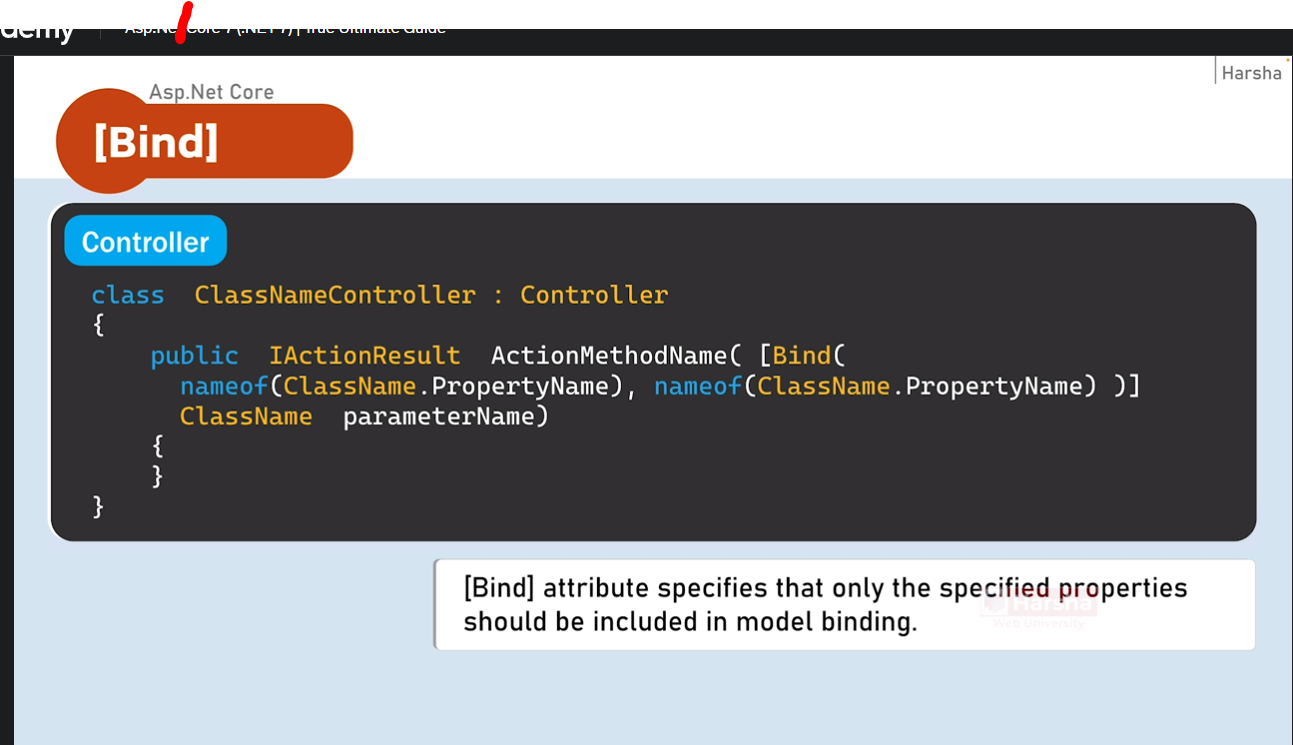 Asp.Net Core 7 (.NET 7) | True Ultimate Guide
Harsha
Asp.Net Core
[Bind]
Controller
class ClassNameController : Controller
{
public IActionResult ActionMethodName( [Bind(
nameof(ClassName.PropertyName), nameof(ClassName.PropertyName) )]
ClassName parameterName)
{
}
}
[Bind] attribute specifies that only the specified properties
should be included in model binding.
Harsha
Web University